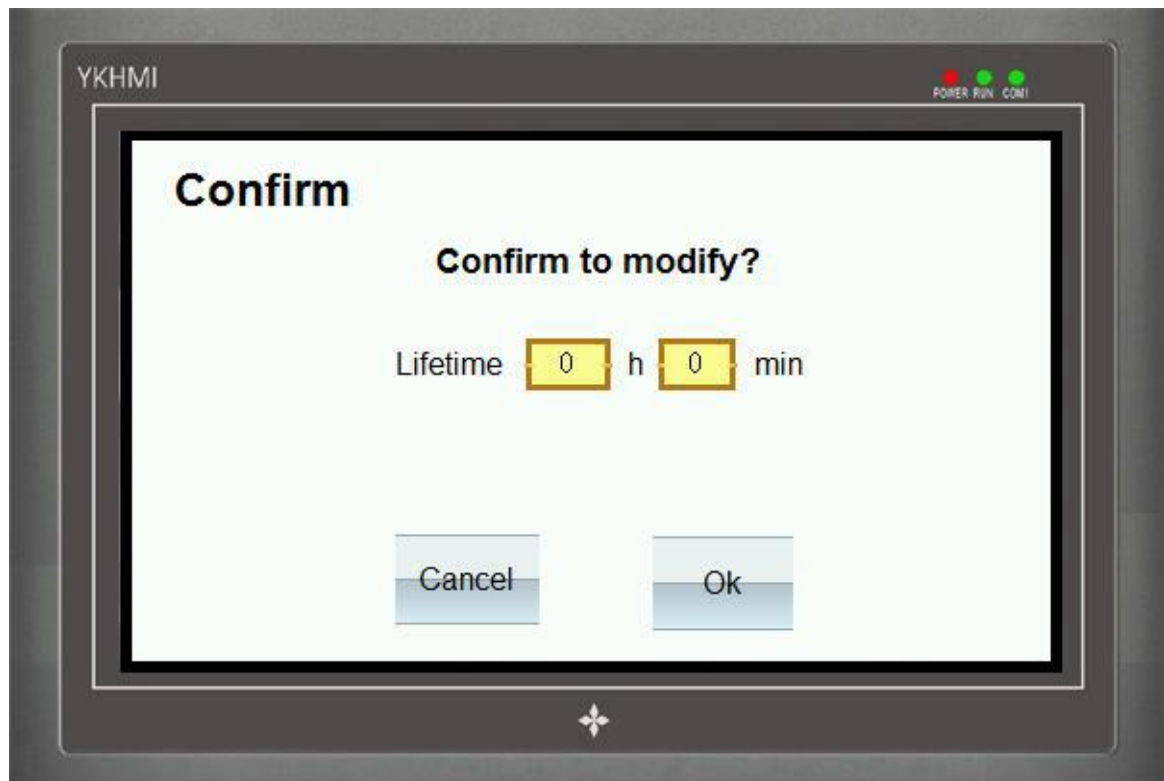 YKHMI
POWER RUN COM1
Confirm
Confirm to modify?
Lifetime 0 h 0 min
Cancel Ok